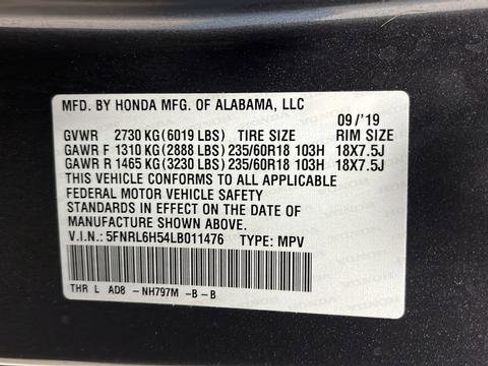 MFD. BY HONDA MFG. OF ALABAMA, LLC
09/'19
GVWR 2730 KG (6019 LBS) TIRE SIZE RIM SIZE
GAWR F 1310 KG (2888 LBS) 235/60R18 103H 18X7.5J
GAWR R 1465 KG (3230 LBS) 235/60R18 103H 18X7.5J
THIS VEHICLE CONFORMS TO ALL APPLICABLE
FEDERAL MOTOR VEHICLE SAFETY
STANDARDS IN EFFECT ON THE DATE OF
MANUFACTURE SHOWN ABOVE.
V.I.N.: 5FNRL6H54LB011476 TYPE: MPV
THR L AD8 - NH797M -B -B